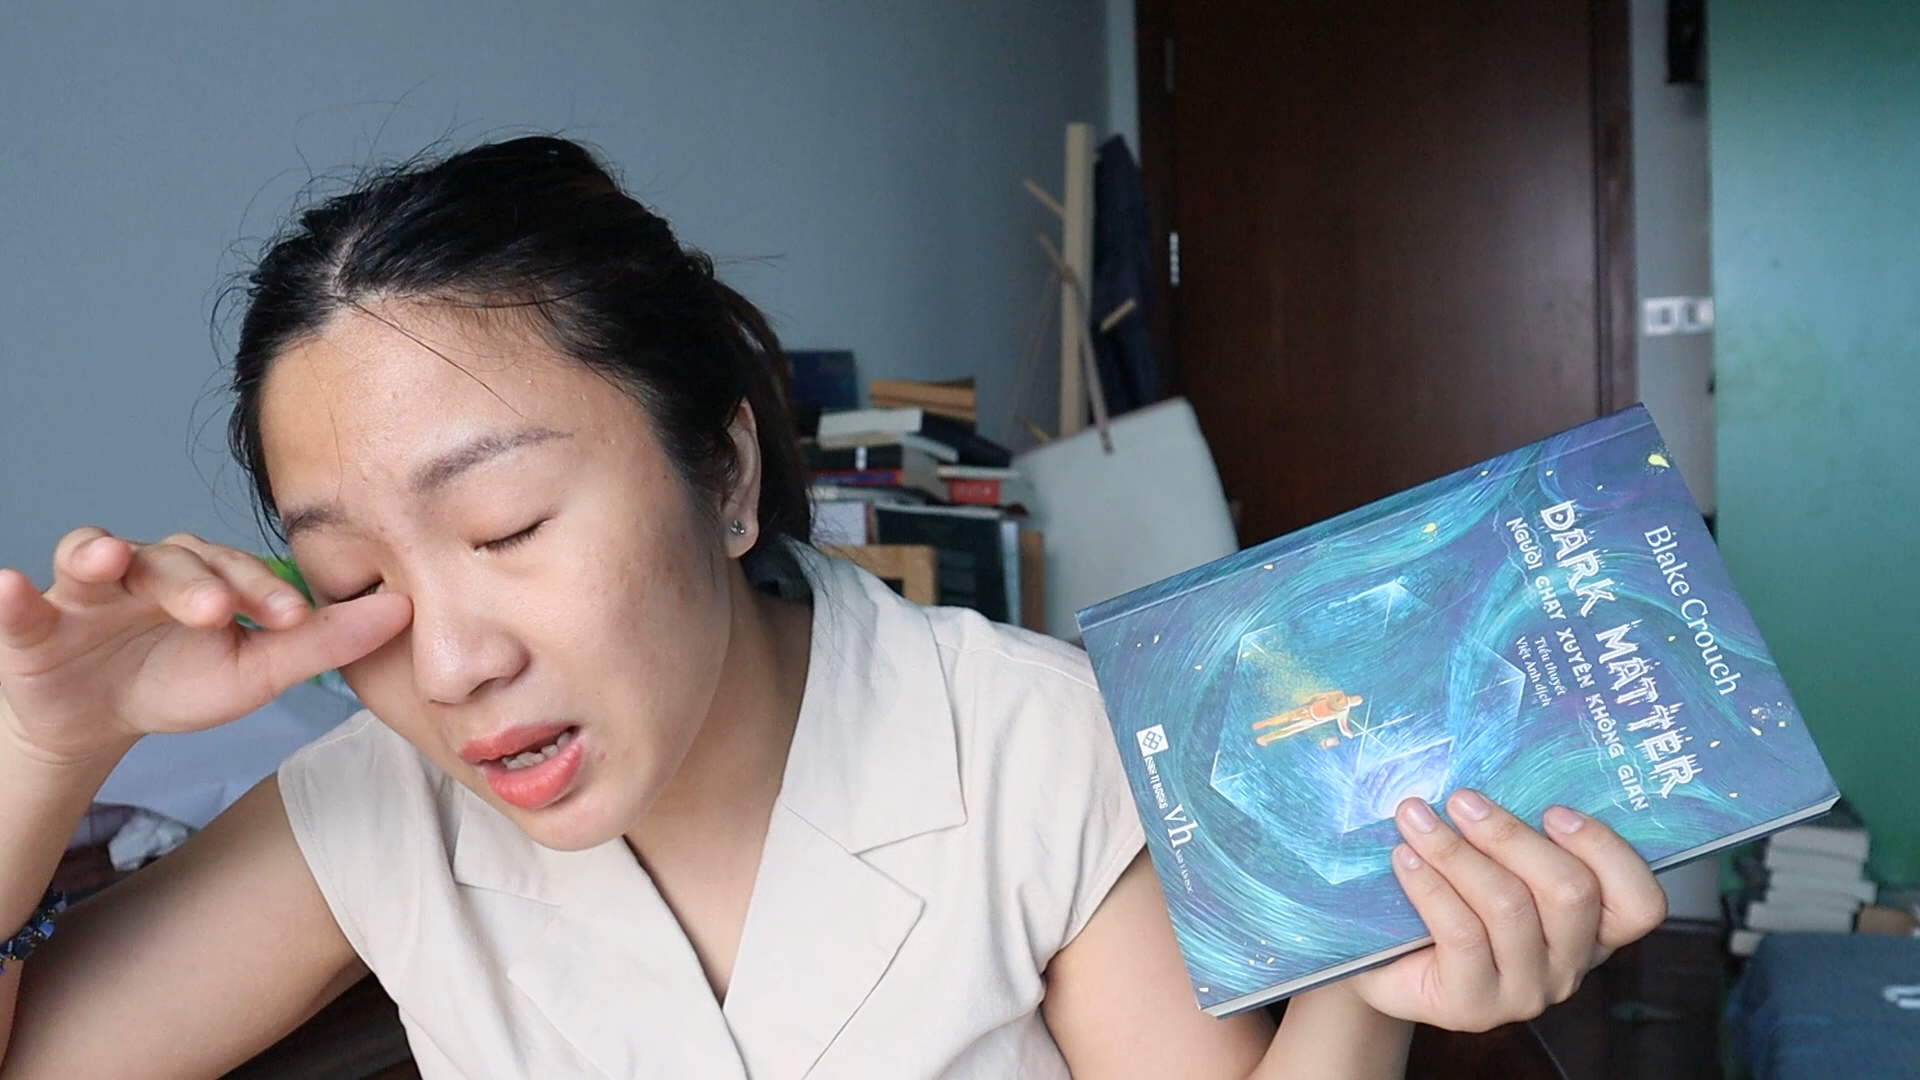 Blake Crouch
DARK MATTER
NGƯỜI CHẠY XUYÊN KHÔNG GIAN
Tiểu thuyết
Việt Anh dịch
vh